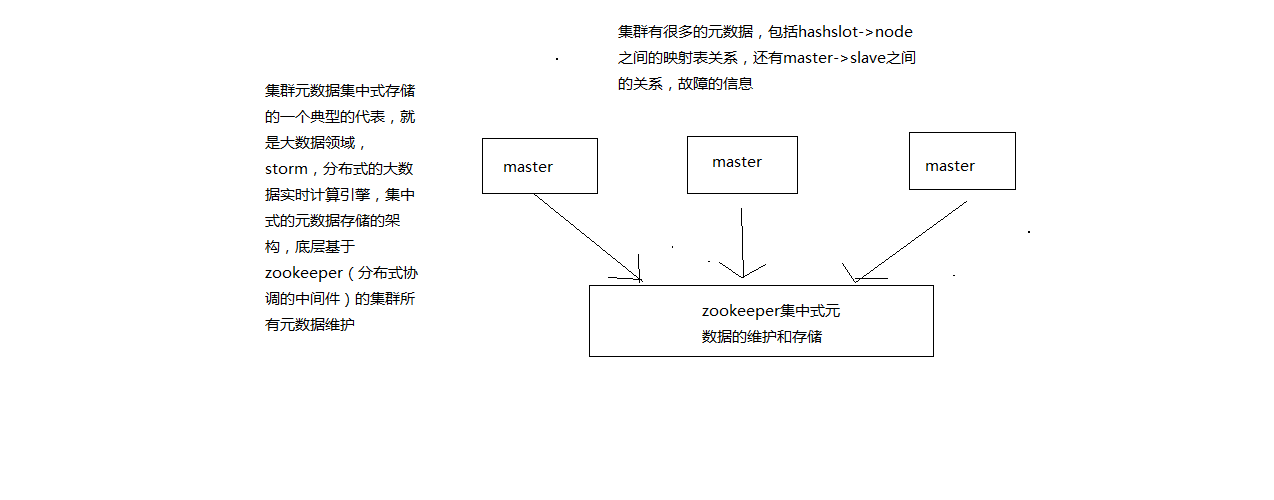 集群有很多的元数据，包括hashslot->node
之间的映射表关系，还有master->slave之间
的关系，故障的信息
集群元数据集中式存储
的一个典型的代表，就
是大数据领域，
storm，分布式的大数
据实时计算引擎，集中
式的元数据存储的架
构，底层基于
zookeeper（分布式协
调的中间件）的集群所
有元数据维护
master
master
master
zookeeper集中式元
数据的维护和存储